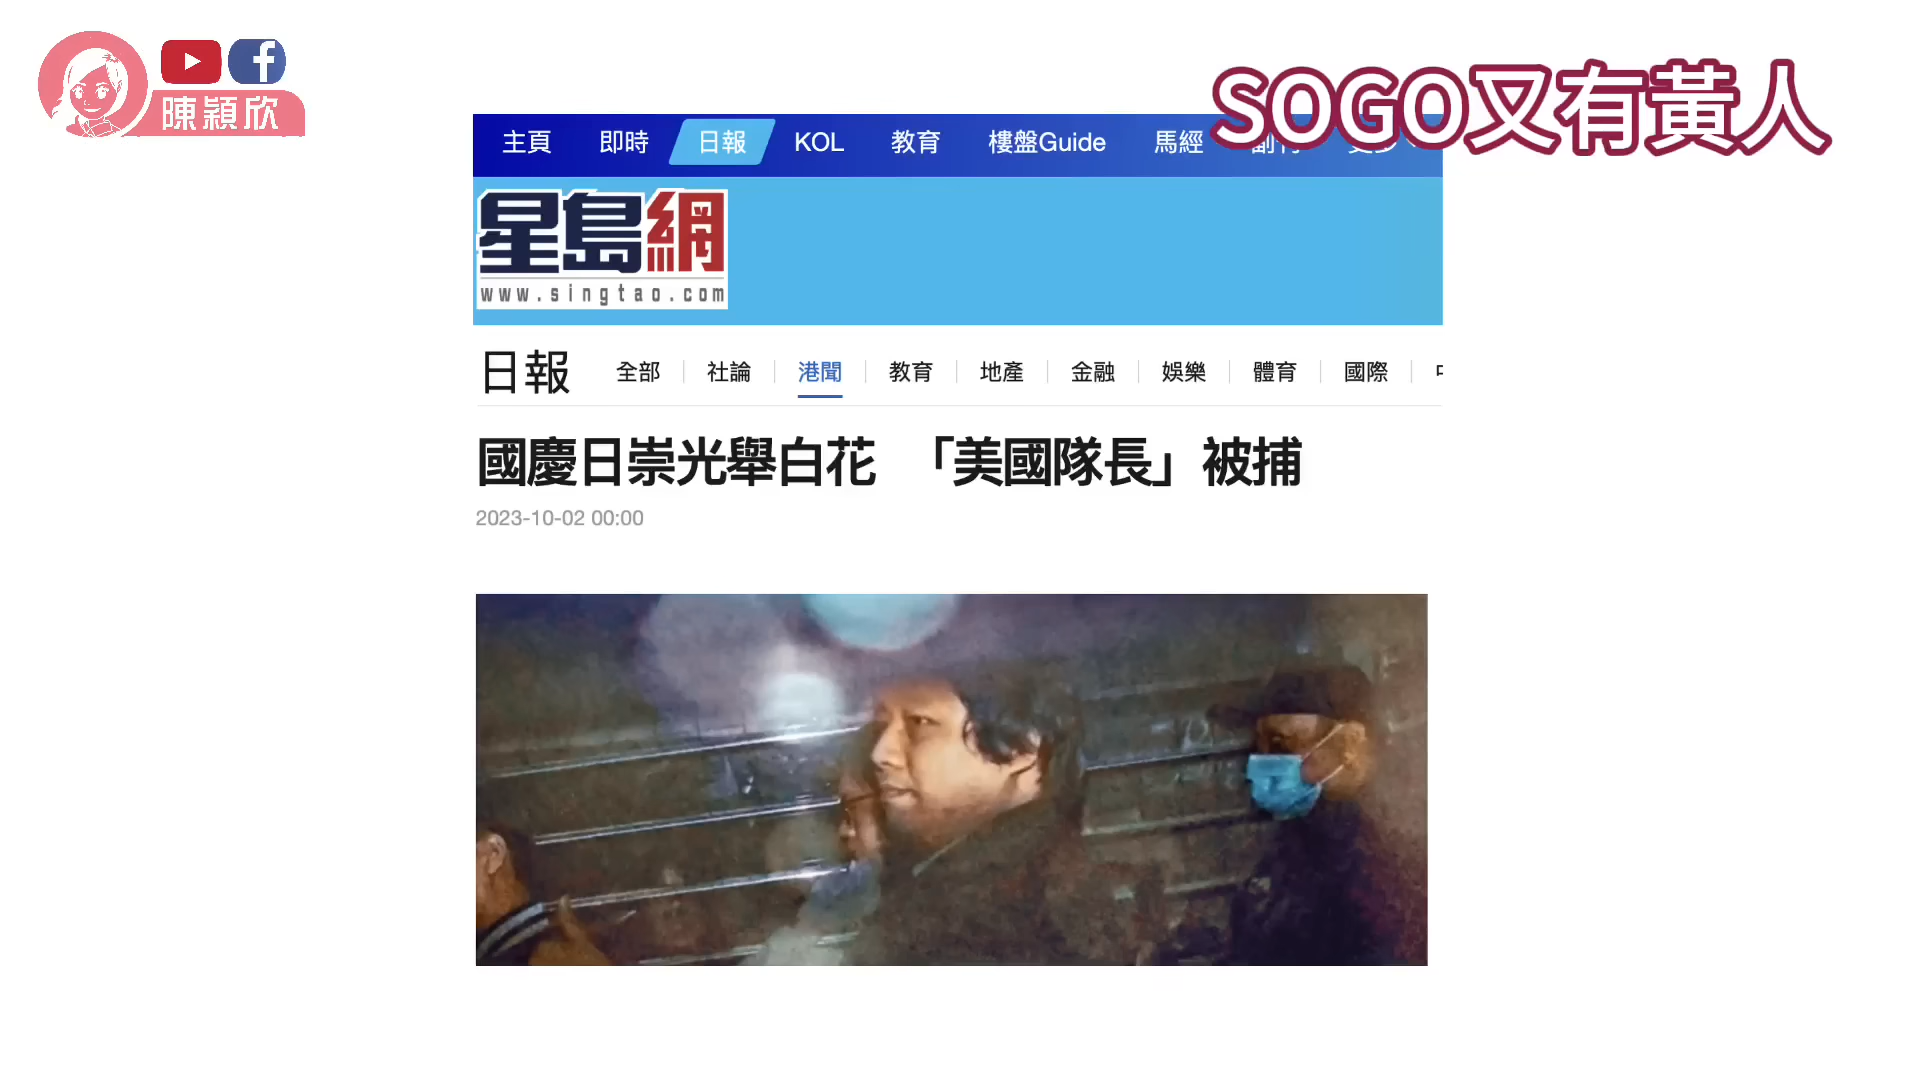 陳穎欣
SOGO又有黃人
主頁 即時 日報 KOL 教育 樓盤Guide 馬經
星島網
www.singtao.com
日報 全部 社論 港聞 教育 地產 金融 娛樂 體育 國際
國慶日崇光舉白花 「美國隊長」被捕
2023-10-02 00:00